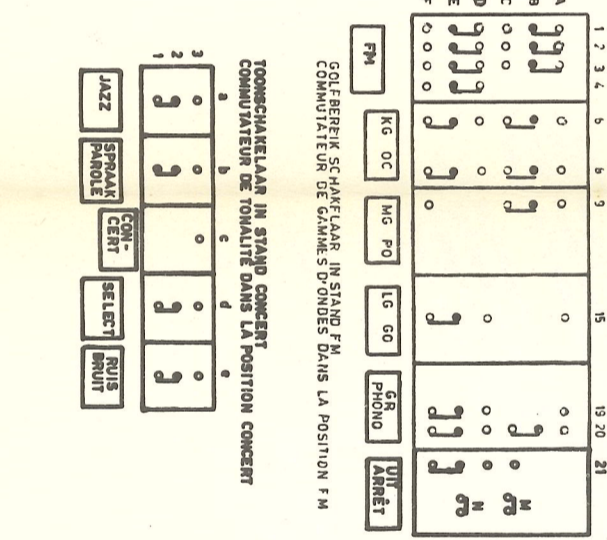 1 2 3 4 5 6 9 15 19 20 21
A
B
C M
D
E N
F
FM KG OC MG PO LG GO GR PHONO UIT ARRÊT
GOLFBEREIK SCHAKELAAR IN STAND FM
COMMUTATEUR DE GAMMES D'ONDES DANS LA POSITION FM
TOONSCHAKELAAR IN STAND CONCERT
COMMUTATEUR DE TONALITÉ DANS LA POSITION CONCERT
a b c d e
3
2
1
JAZZ SPRAAK PAROLE CON-CERT SELECT RUIS BRUIT